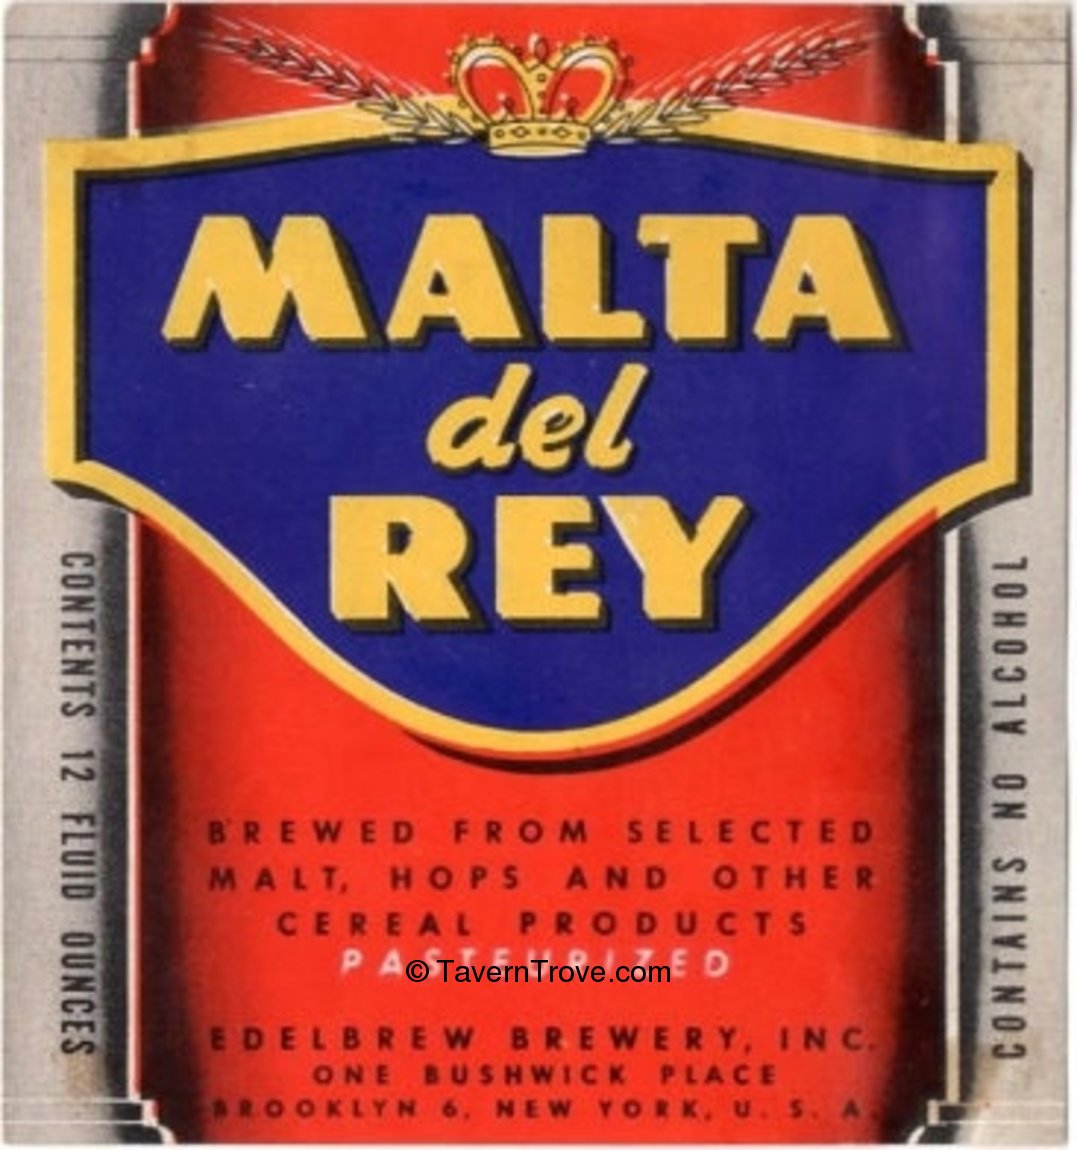 MALTA
del
REY
CONTENTS 12 FLUID OUNCES
CONTAINS NO ALCOHOL
BREWED FROM SELECTED
MALT, HOPS AND OTHER
CEREAL PRODUCTS
PASTEURIZED
© TavernTrove.com
EDELBREW BREWERY, INC.
ONE BUSHWICK PLACE
BROOKLYN 6, NEW YORK, U. S. A.